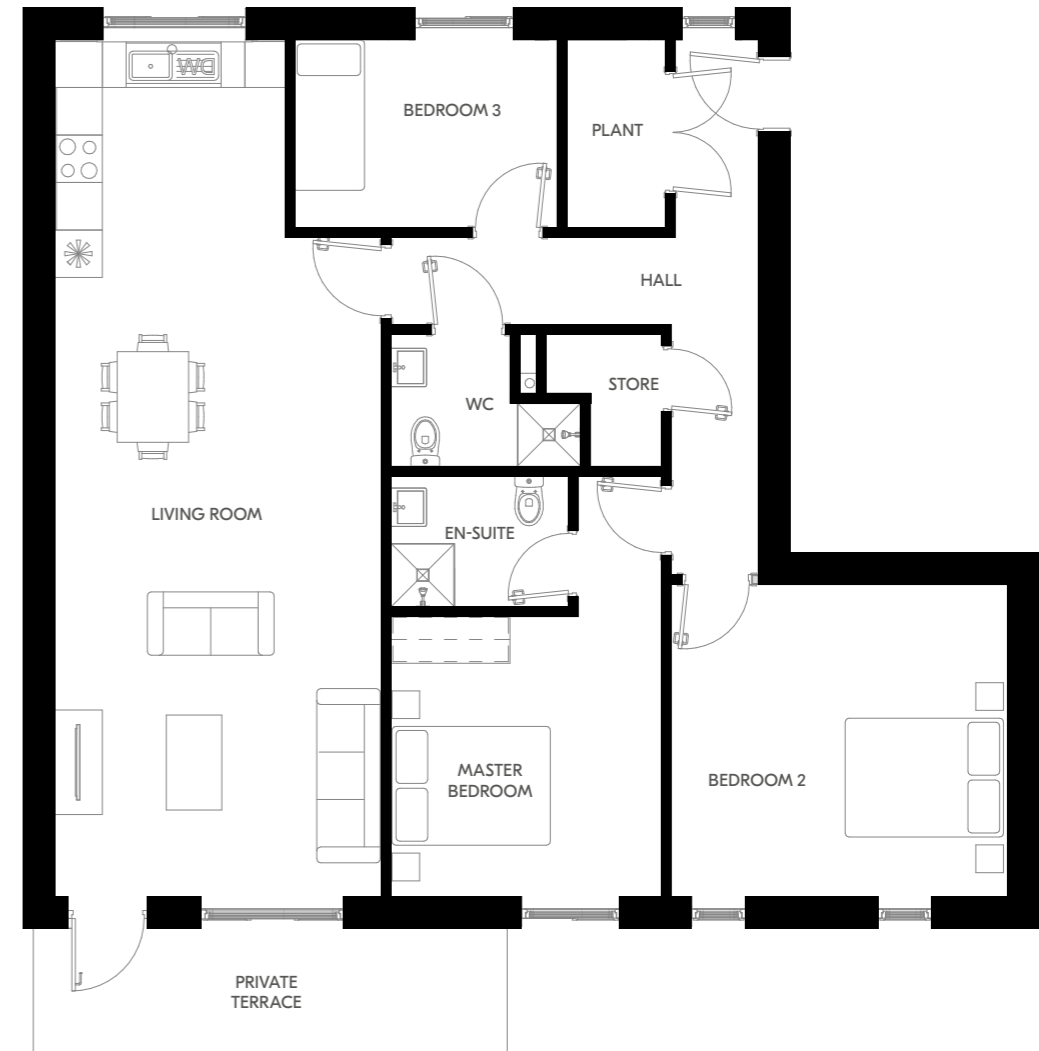 BEDROOM 3
PLANT
HALL
STORE
WC
LIVING ROOM
EN-SUITE
MASTER
BEDROOM
BEDROOM 2
PRIVATE
TERRACE
DW